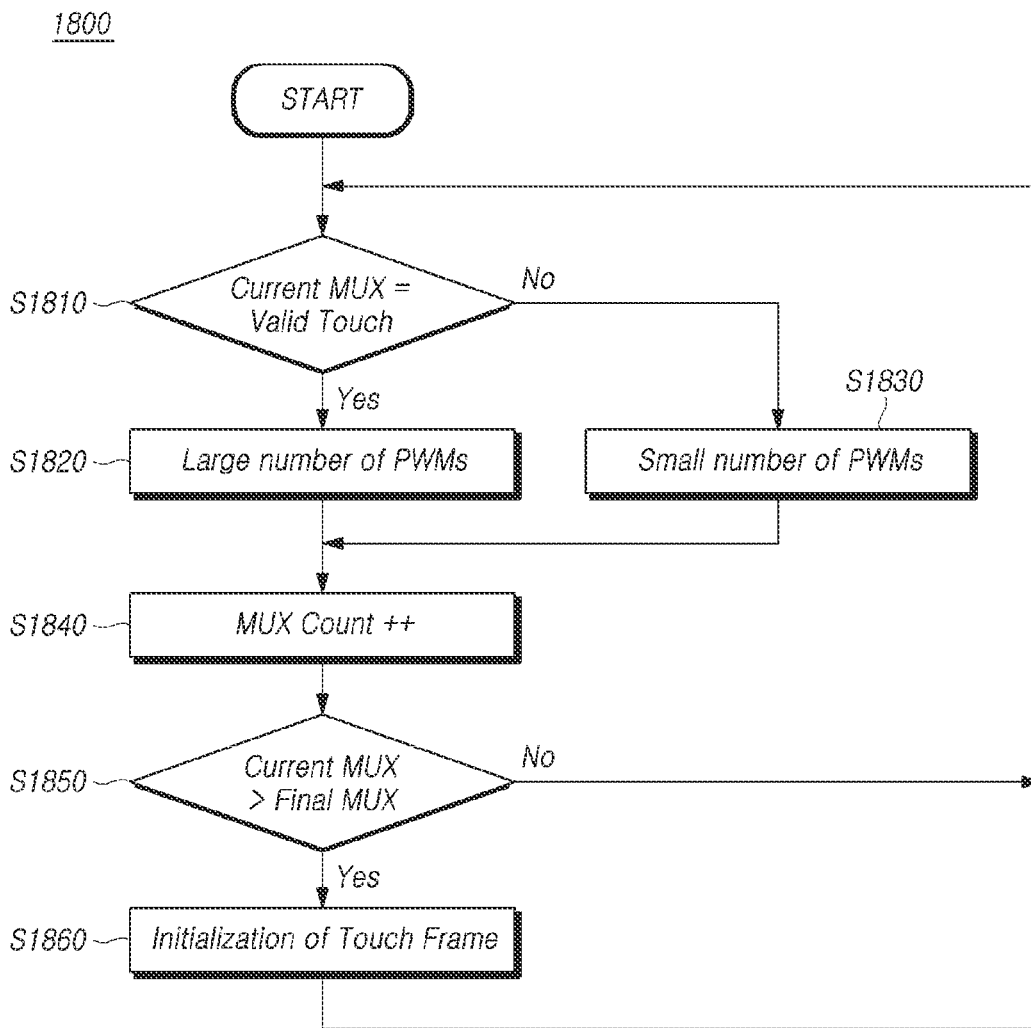 1800
START
S1810
Current MUX =
Valid Touch
No
Yes
S1830
S1820
Large number of PWMs
Small number of PWMs
S1840
MUX Count ++
S1850
Current MUX
> Final MUX
No
Yes
S1860
Initialization of Touch Frame